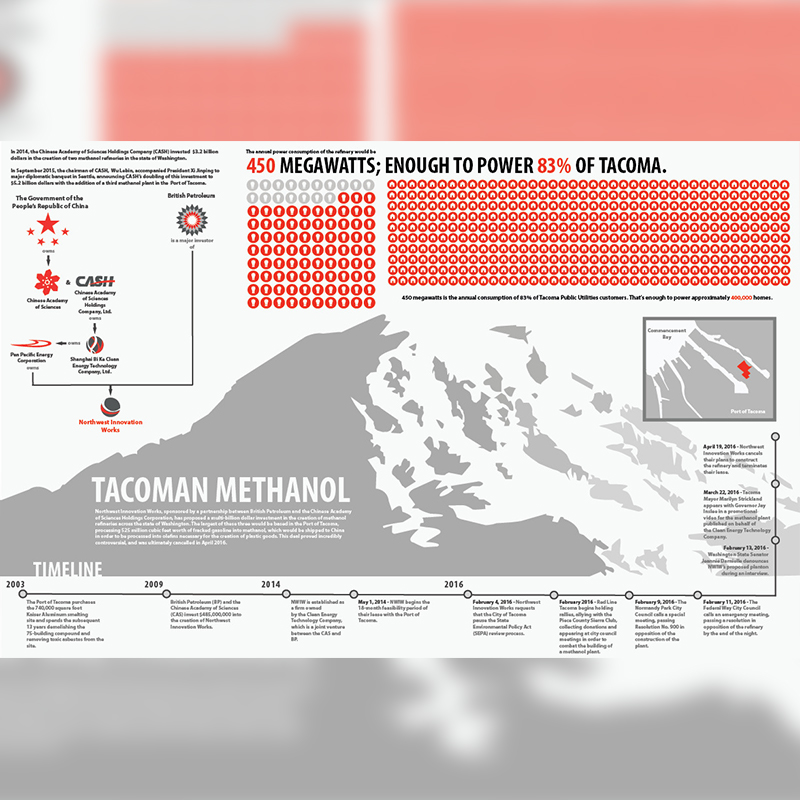 In 2014, the Chinese Academy of Sciences Holdings Company (CASH) invested $3.2 billion
dollars in the creation of two methanol refineries in the state of Washington.
In September 2015, the chairman of CASH, Wu Lebin, accompanied President Xi Jinping to
major diplomatic banquet in Seattle, announcing CASH's doubling of this investment to
$5.2 billion dollars with the addition of a third methanol plant in the Port of Tacoma.
The Government of the
People's Republic of China
British Petroleum
is a major investor
of
owns
& CASH
Chinese Academy
of Sciences
Chinese Academy
of Sciences
Holdings
Company, Ltd.
owns
Pan Pacific Energy
Corporation
owns
Shanghai Bi Ke Clean
Energy Technology
Company, Ltd.
owns
Northwest Innovation
Works
The annual power consumption of the refinery would be
450 MEGAWATTS; ENOUGH TO POWER 83% OF TACOMA.
450 megawatts is the annual consumption of 83% of Tacoma Public Utilities customers. That's enough to power approximately 400,000 homes.
Commencement
Bay
Port of Tacoma
TACOMAN METHANOL
Northwest Innovation Works, sponsored by a partnership between British Petroleum and the Chinese Academy
of Sciences Holdings Corporation, has proposed a multi-billion dollar investment in the creation of methanol
refineries across the state of Washington. The largest of these three would be based in the Port of Tacoma,
processing 525 million cubic feet worth of fracked gasoline into methanol, which would be shipped to China
in order to be processed into olefins necessary for the creation of plastic goods. This deal proved incredibly
controversial, and was ultimately cancelled in April 2016.
April 19, 2016 - Northwest
Innovation Works cancels
their plans to construct
the refinery and terminates
their lease.
March 22, 2016 - Tacoma
Mayor Marilyn Strickland
appears with Governor Jay
Inslee in a promotional
video for the methanol plant
published on behalf of
the Clean Energy Technology
Company.
February 13, 2016 -
Washington State Senator
Jeannie Darneille denounces
NWIW's proposed plant on
during an interview.
TIMELINE
2003
2009
2014
2016
The Port of Tacoma purchases
the 740,000 square foot
Kaiser Aluminum smelting
site and spends the subsequent
13 years demolishing the
75-building compound and
removing toxic asbestos from the
site.
British Petroleum (BP) and the
Chinese Academy of Sciences
(CAS) invest $485,000,000 into
the creation of Northwest
Innovation Works.
NWIW is established as
a firm owned
by the Clean Energy
Technology Company,
which is a joint venture
between the CAS and
BP.
May 1, 2014 - NWIW begins the
18-month feasibility period of
their lease with the Port of
Tacoma.
February 4, 2016 - Northwest
Innovation Works requests
that the City of Tacoma
pause the State
Environmental Policy Act
(SEPA) review process.
February 2016 - Red Line
Tacoma begins holding
rallies, allying with the
Pierce County Sierra Club,
collecting donations and
appearing at city council
meetings in order to
combat the building of
a methanol plant.
February 9, 2016 - The
Normandy Park City
Council calls a special
meeting, passing
Resolution No. 900 in
opposition of the
construction of the
plant.
February 11, 2016 - The
Federal Way City Council
calls an emergency meeting,
passing a resolution in
opposition of the refinery
by the end of the night.